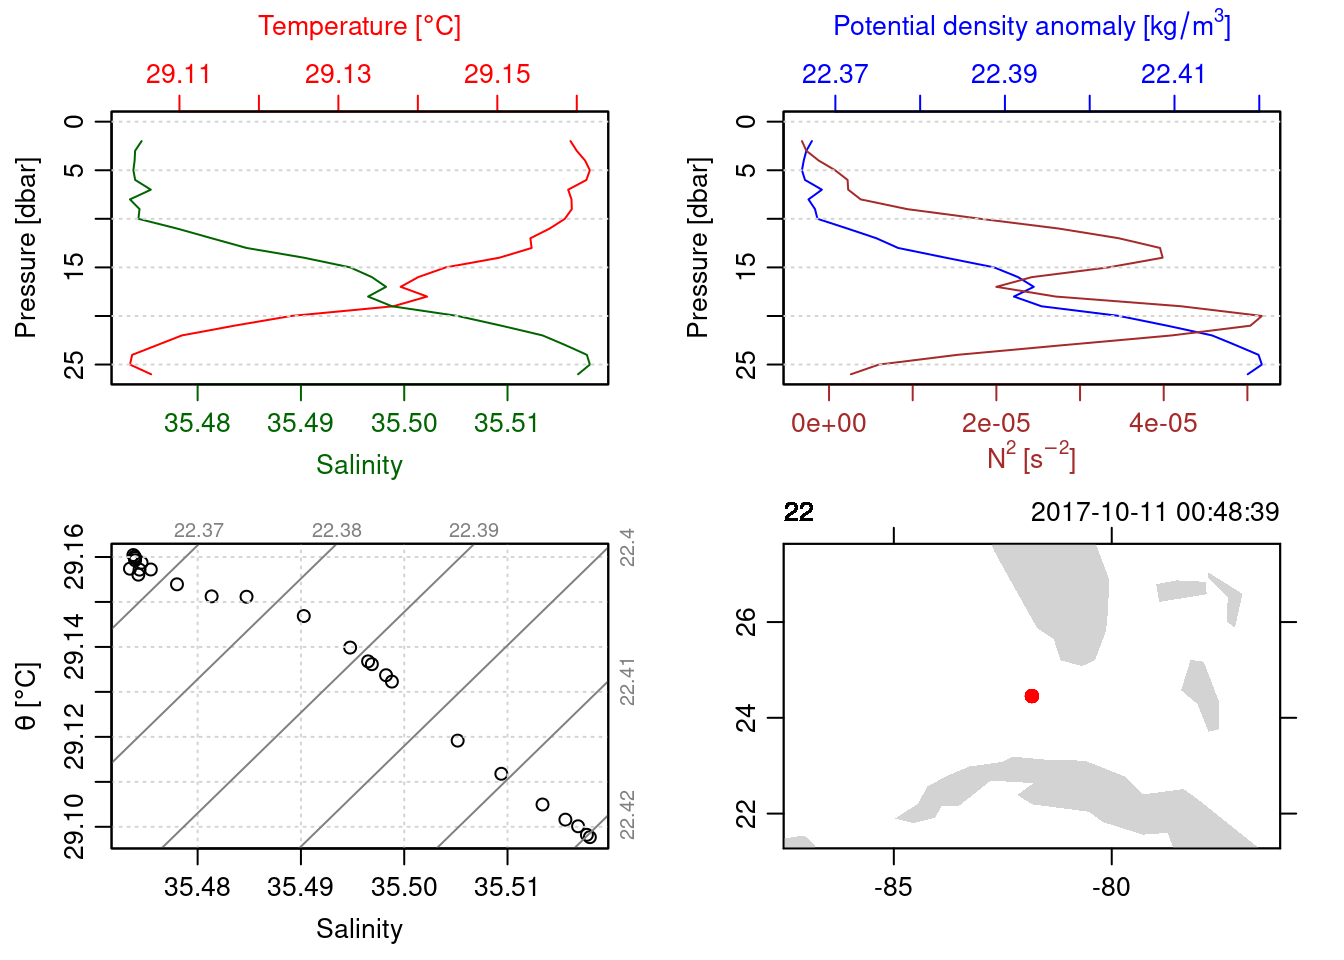 Temperature [°C]
29.11 29.13 29.15
Pressure [dbar]
0
5
15
25
35.48 35.49 35.50 35.51
Salinity
Potential density anomaly [kg/m³]
22.37 22.39 22.41
Pressure [dbar]
0
5
15
25
0e+00 2e-05 4e-05
N² [s⁻²]
22.37 22.38 22.39
22.4
22.41
22.42
θ [°C]
29.16
29.14
29.12
29.10
35.48 35.49 35.50 35.51
Salinity
22 2017-10-11 00:48:39
26
24
22
-85 -80